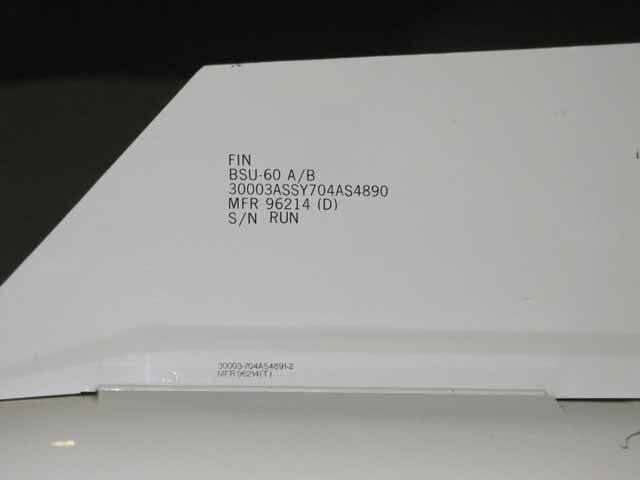 FIN
BSU-60 A/B
30003ASSY704AS4890
MFR 96214 (D)
S/N RUN
30003-704AS4891-2
MFR 96214(T)